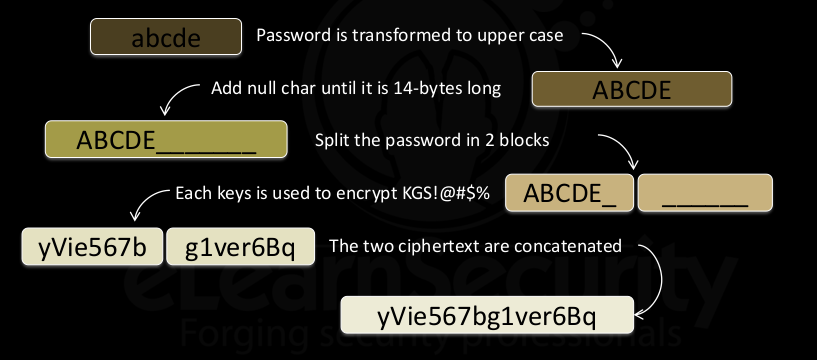 abcde
Password is transformed to upper case
Add null char until it is 14-bytes long
ABCDE
ABCDE_______
Split the password in 2 blocks
Each keys is used to encrypt KGS!@#$%
ABCDE_
______
yVie567b
g1ver6Bq
The two ciphertext are concatenated
eLearnSecurity
yVie567bg1ver6Bq
Forging security professionals